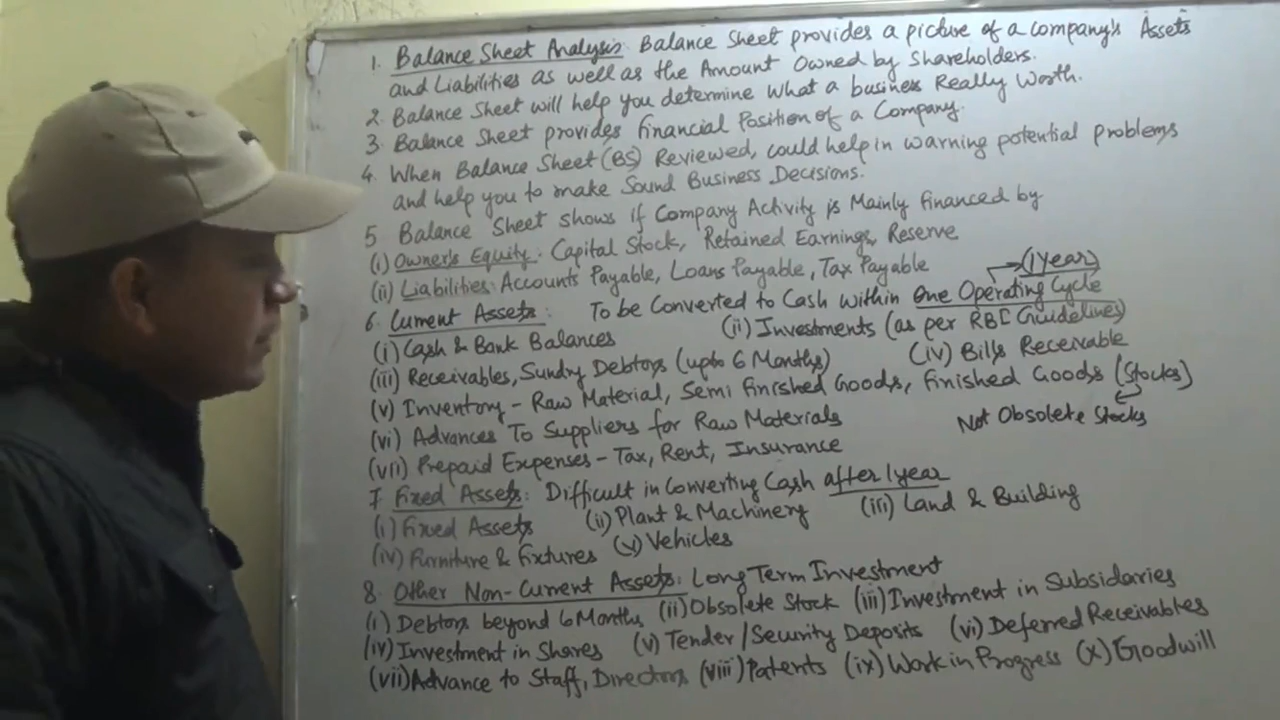 1. Balance Sheet Analysis: Balance Sheet provides a picture of a company's Assets
and Liabilities as well as the Amount Owned by Shareholders.
2. Balance Sheet will help you determine what a business Really Worth.
3. Balance Sheet provides financial Position of a Company.
4. When Balance Sheet (BS) Reviewed, could help in warning potential problems
and help you to make Sound Business Decisions.
5 Balance Sheet shows if Company Activity is Mainly financed by
(i) Owner's Equity: Capital Stock, Retained Earnings, Reserve
(ii) Liabilities: Accounts Payable, Loans Payable, Tax Payable
(1 Year)
6. Current Assets: To be Converted to Cash within One Operating Cycle
(i) Cash & Bank Balances (ii) Investments (as per RBI Guidelines)
(iii) Receivables, Sundry Debtors (upto 6 Months) (iv) Bills Receivable
(v) Inventory - Raw Material, Semi finished Goods, finished Goods (Stocks)
(vi) Advances To Suppliers for Raw Materials Not Obsolete Stocks
(vii) Prepaid Expenses - Tax, Rent, Insurance
7 Fixed Assets: Difficult in Converting Cash after 1 year
(i) Fixed Assets (ii) Plant & Machinery (iii) Land & Building
(iv) Furniture & fixtures (v) Vehicles
8. Other Non-Current Assets: Long Term Investment
(i) Debtors beyond 6 Months (ii) Obsolete Stock (iii) Investment in Subsidaries
(iv) Investment in Shares (v) Tender/Security Deposits (vi) Deferred Receivables
(vii) Advance to Staff, Directors (viii) Patents (ix) Work in Progress (x) Goodwill